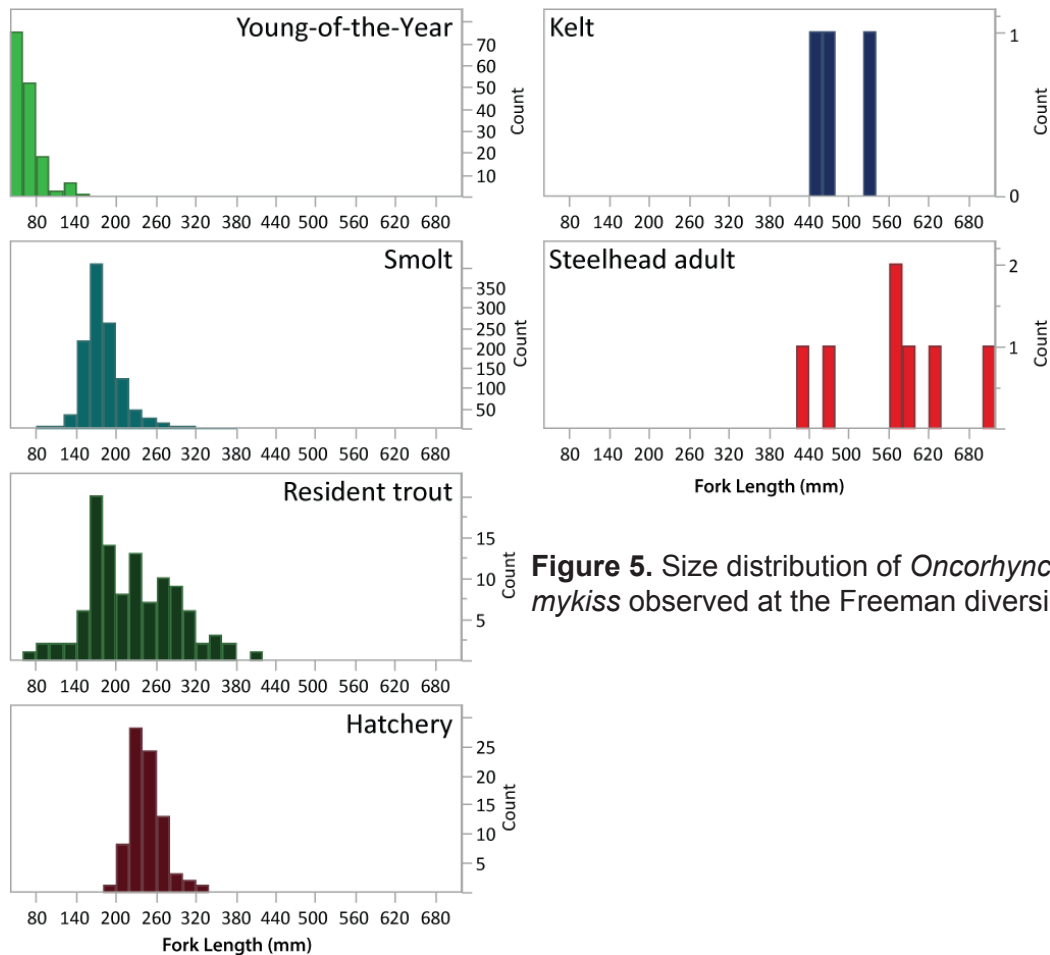 Young-of-the-Year
70
60
50
40
30
20
10
Count
80 140 200 260 320 380 440 500 560 620 680
Smolt
350
300
250
200
150
100
50
Count
80 140 200 260 320 380 440 500 560 620 680
Resident trout
15
10
5
Count
80 140 200 260 320 380 440 500 560 620 680
Hatchery
25
20
15
10
5
Count
80 140 200 260 320 380 440 500 560 620 680
Fork Length (mm)
Kelt
1
0
Count
80 140 200 260 320 380 440 500 560 620 680
Steelhead adult
2
1
Count
80 140 200 260 320 380 440 500 560 620 680
Fork Length (mm)
Figure 5. Size distribution of Oncorhync
mykiss observed at the Freeman diversi